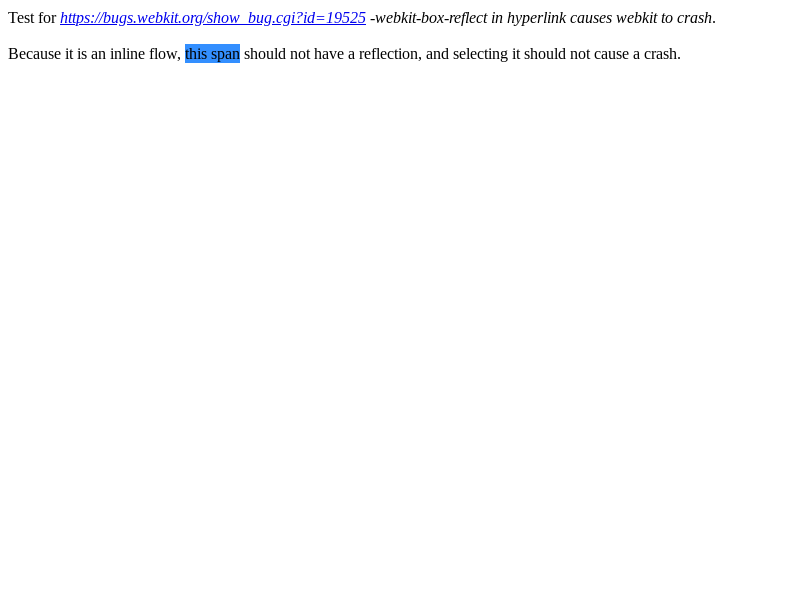 Test for https://bugs.webkit.org/show_bug.cgi?id=19525 -webkit-box-reflect in hyperlink causes webkit to crash.
Because it is an inline flow, this span should not have a reflection, and selecting it should not cause a crash.